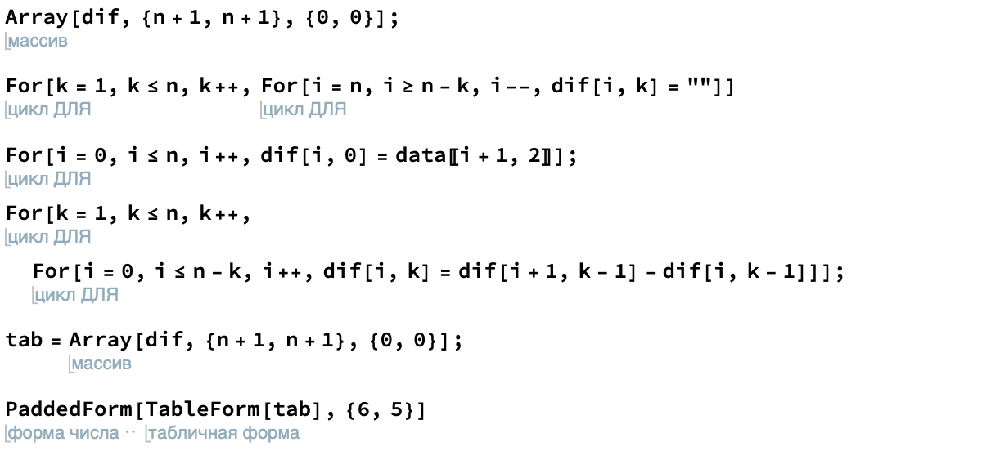 Array[dif, {n + 1, n + 1}, {0, 0}];
массив
For[k = 1, k ≤ n, k++, For[i = n, i ≥ n - k, i--, dif[i, k] = ""]]
цикл ДЛЯ цикл ДЛЯ
For[i = 0, i ≤ n, i++, dif[i, 0] = data〚i + 1, 2〛];
цикл ДЛЯ
For[k = 1, k ≤ n, k++,
цикл ДЛЯ
For[i = 0, i ≤ n - k, i++, dif[i, k] = dif[i + 1, k - 1] - dif[i, k - 1]]];
цикл ДЛЯ
tab = Array[dif, {n + 1, n + 1}, {0, 0}];
массив
PaddedForm[TableForm[tab], {6, 5}]
форма числа ·· табличная форма